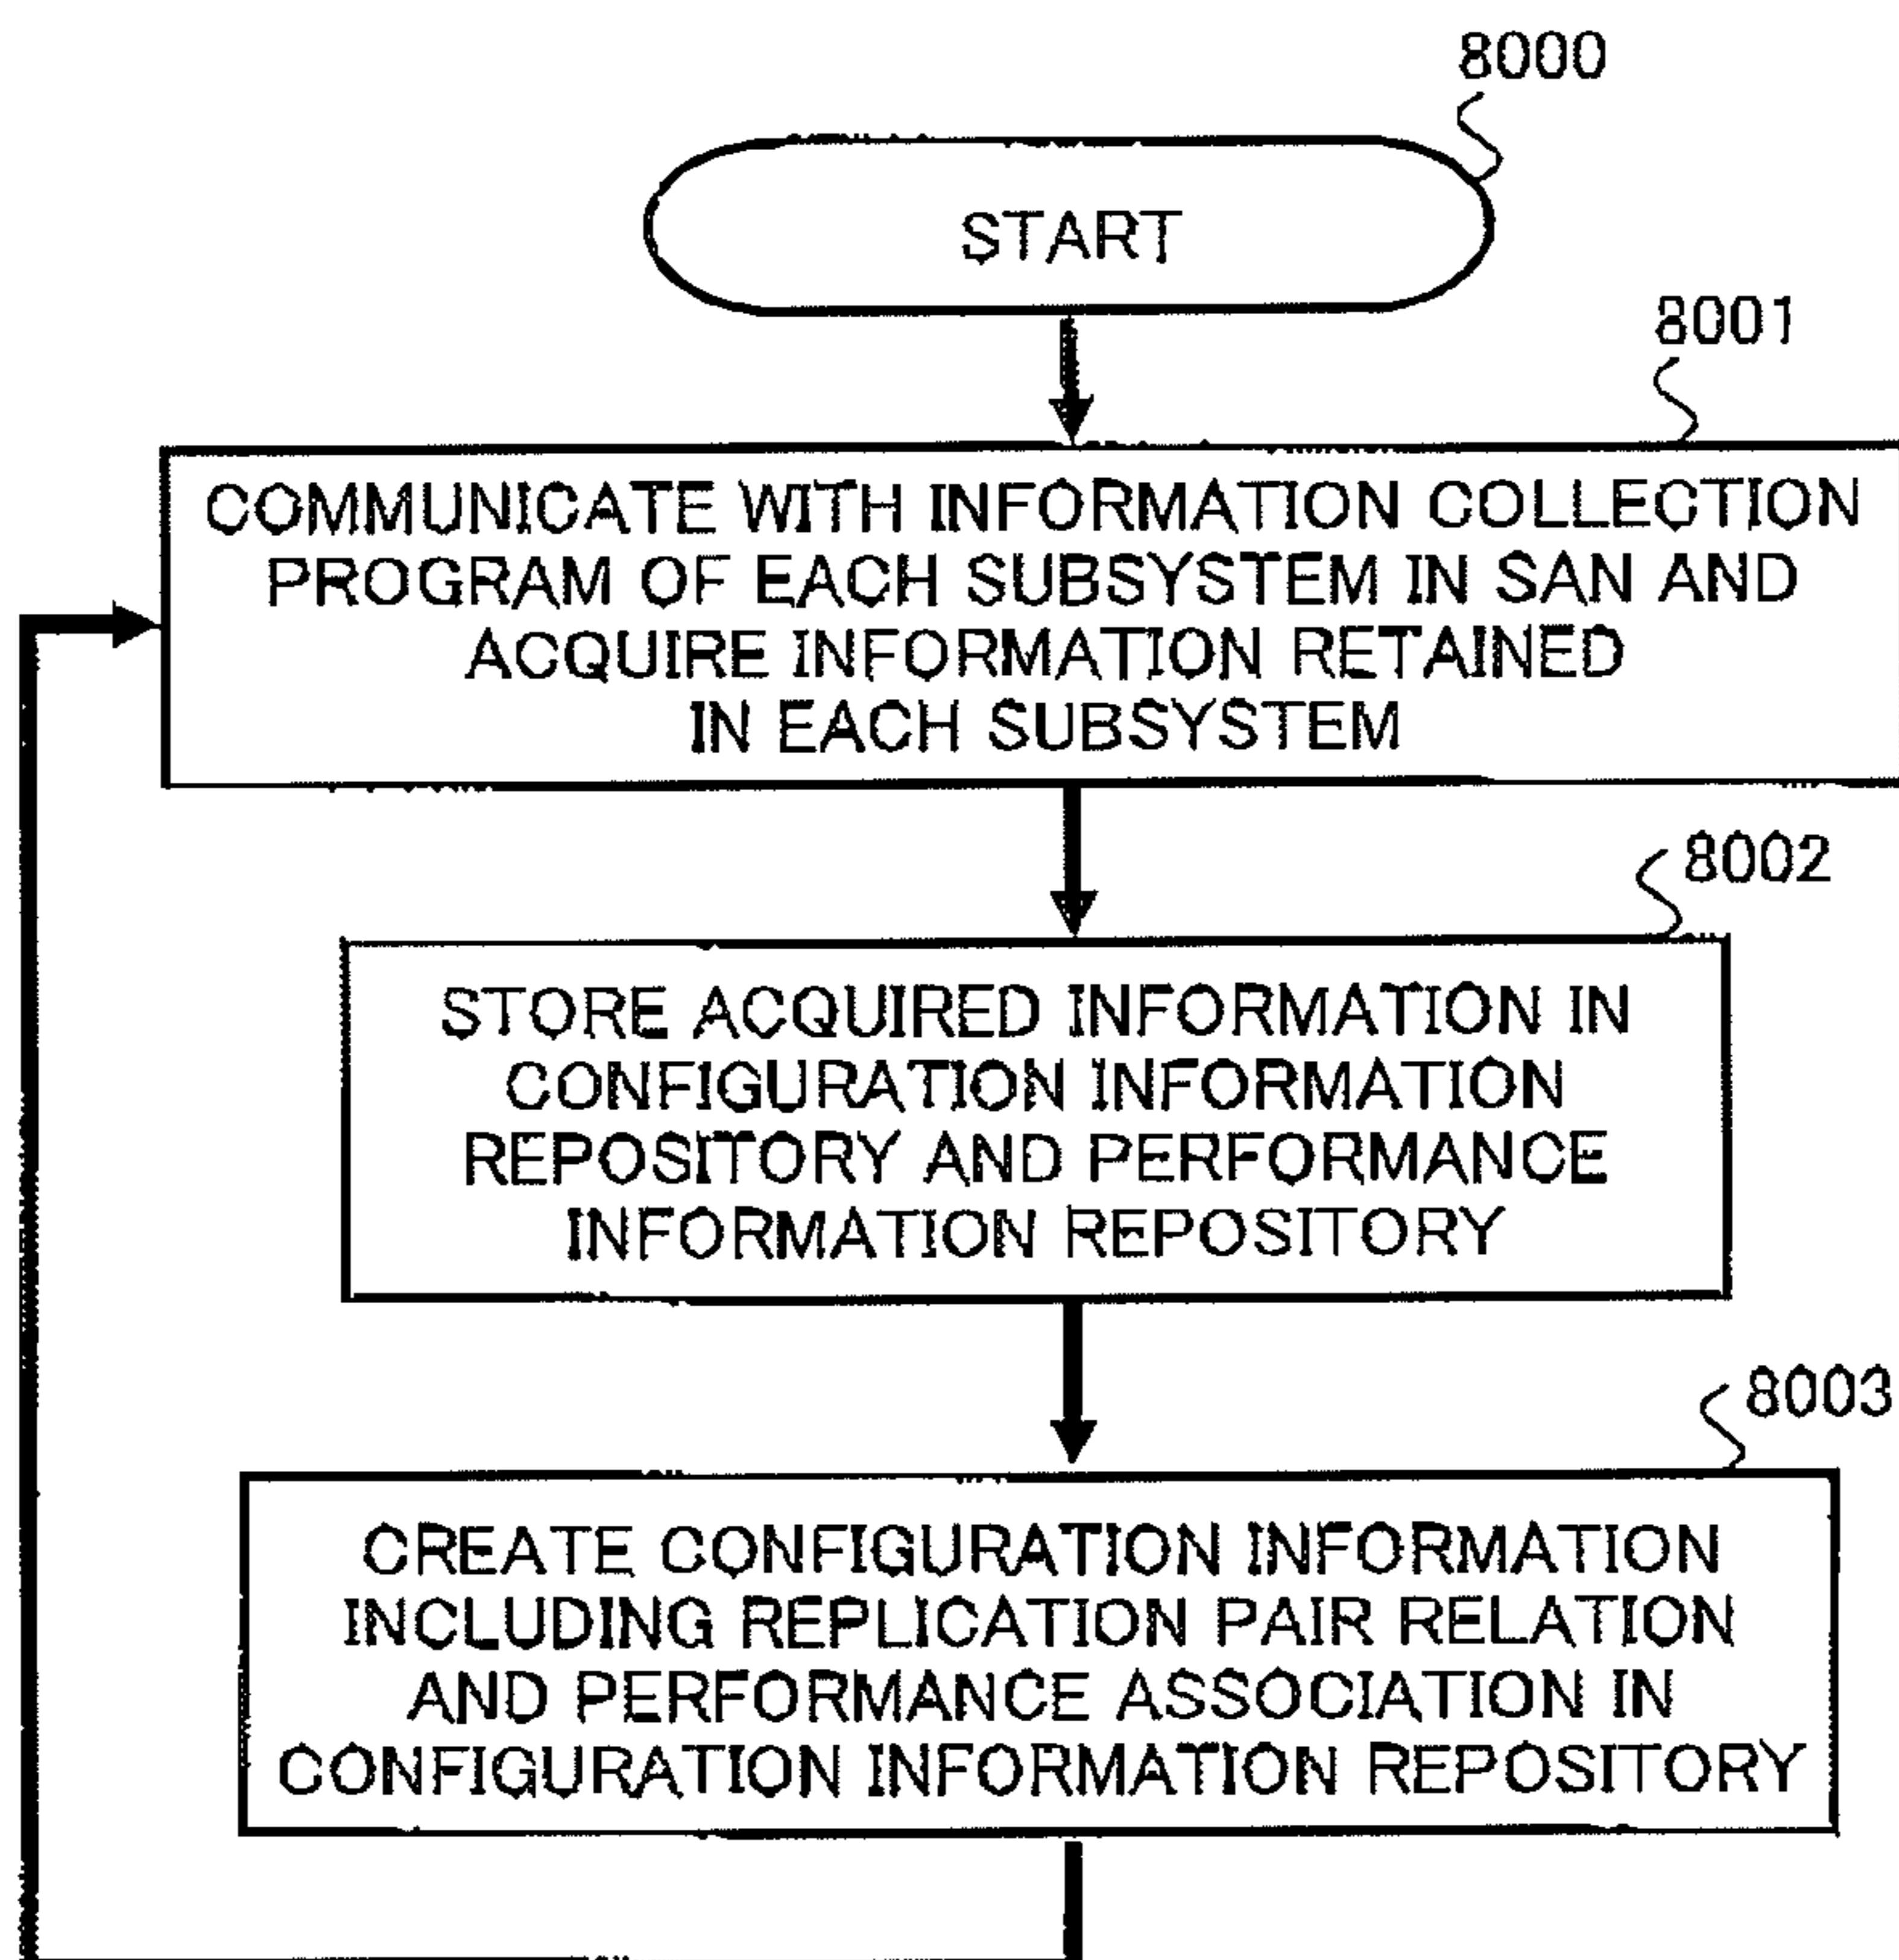 8000
START
8001
COMMUNICATE WITH INFORMATION COLLECTION
PROGRAM OF EACH SUBSYSTEM IN SAN AND
ACQUIRE INFORMATION RETAINED
IN EACH SUBSYSTEM
8002
STORE ACQUIRED INFORMATION IN
CONFIGURATION INFORMATION
REPOSITORY AND PERFORMANCE
INFORMATION REPOSITORY
8003
CREATE CONFIGURATION INFORMATION
INCLUDING REPLICATION PAIR RELATION
AND PERFORMANCE ASSOCIATION IN
CONFIGURATION INFORMATION REPOSITORY